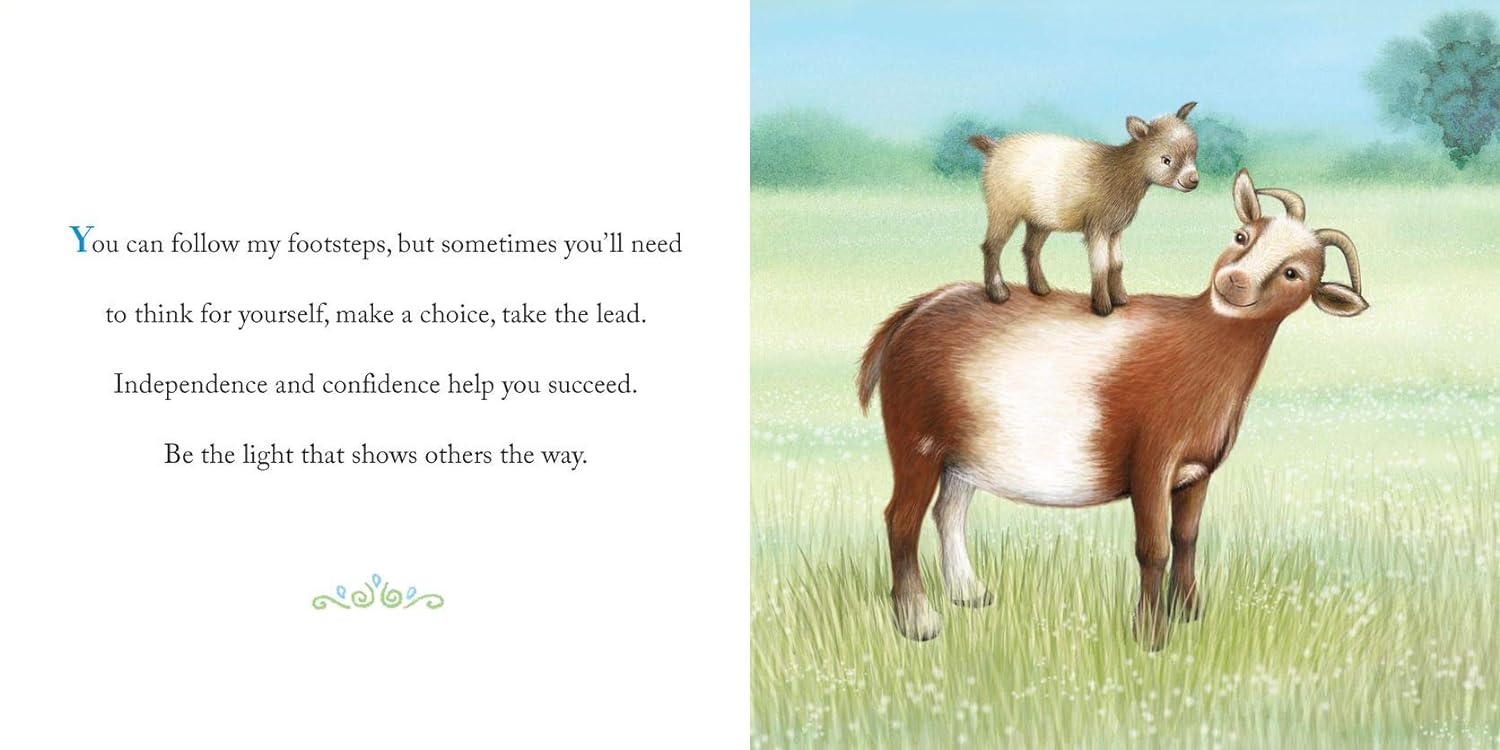 You can follow my footsteps, but sometimes you’ll need
to think for yourself, make a choice, take the lead.
Independence and confidence help you succeed.
Be the light that shows others the way.